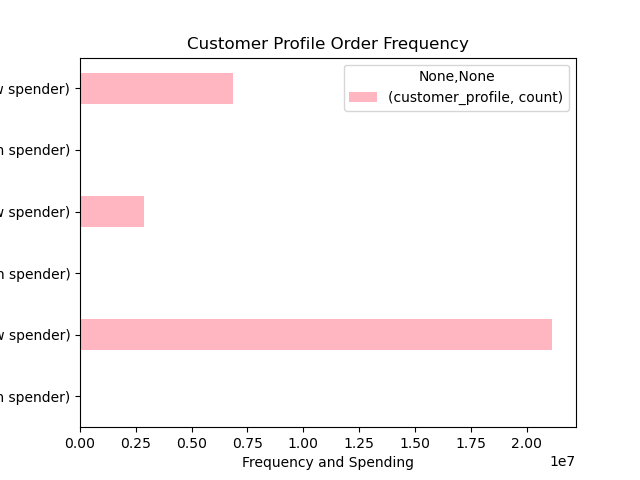 Customer Profile Order Frequency
None,None
(customer_profile, count)
spender)
spender)
spender)
spender)
spender)
spender)
0.00 0.25 0.50 0.75 1.00 1.25 1.50 1.75 2.00
1e7
Frequency and Spending